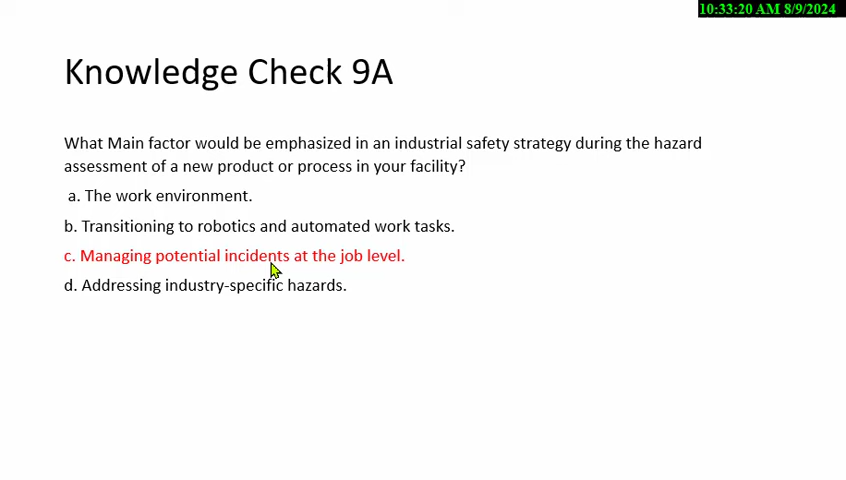 10:33:20 AM 8/9/2024
Knowledge Check 9A
What Main factor would be emphasized in an industrial safety strategy during the hazard
assessment of a new product or process in your facility?
a. The work environment.
b. Transitioning to robotics and automated work tasks.
c. Managing potential incidents at the job level.
d. Addressing industry-specific hazards.